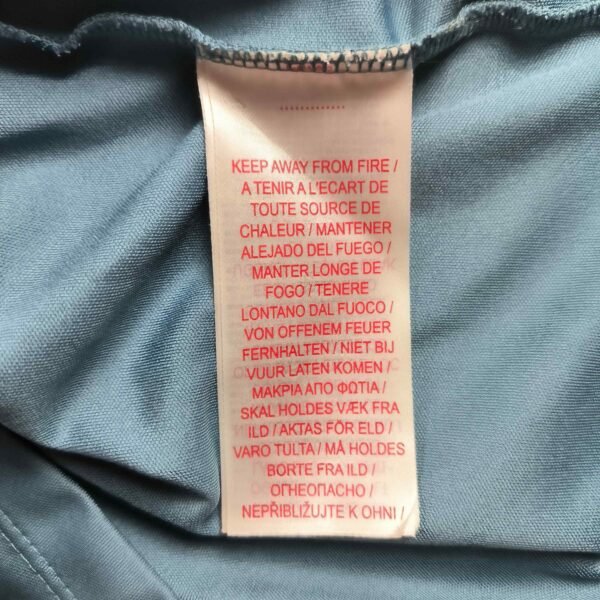 KEEP AWAY FROM FIRE /
A TENIR A L'ECART DE
TOUTE SOURCE DE
CHALEUR / MANTENER
ALEJADO DEL FUEGO /
MANTER LONGE DE
FOGO / TENERE
LONTANO DAL FUOCO /
VON OFFENEM FEUER
FERNHALTEN / NIET BIJ
VUUR LATEN KOMEN /
ΜΑΚΡΙΑ ΑΠΟ ΦΩΤΙΑ /
SKAL HOLDES VÆK FRA
ILD / AKTAS FÖR ELD /
VARO TULTA / MÅ HOLDES
BORTE FRA ILD /
ОГНЕОПАСНО /
NEPŘIBLIŽUJTE K OHNI /